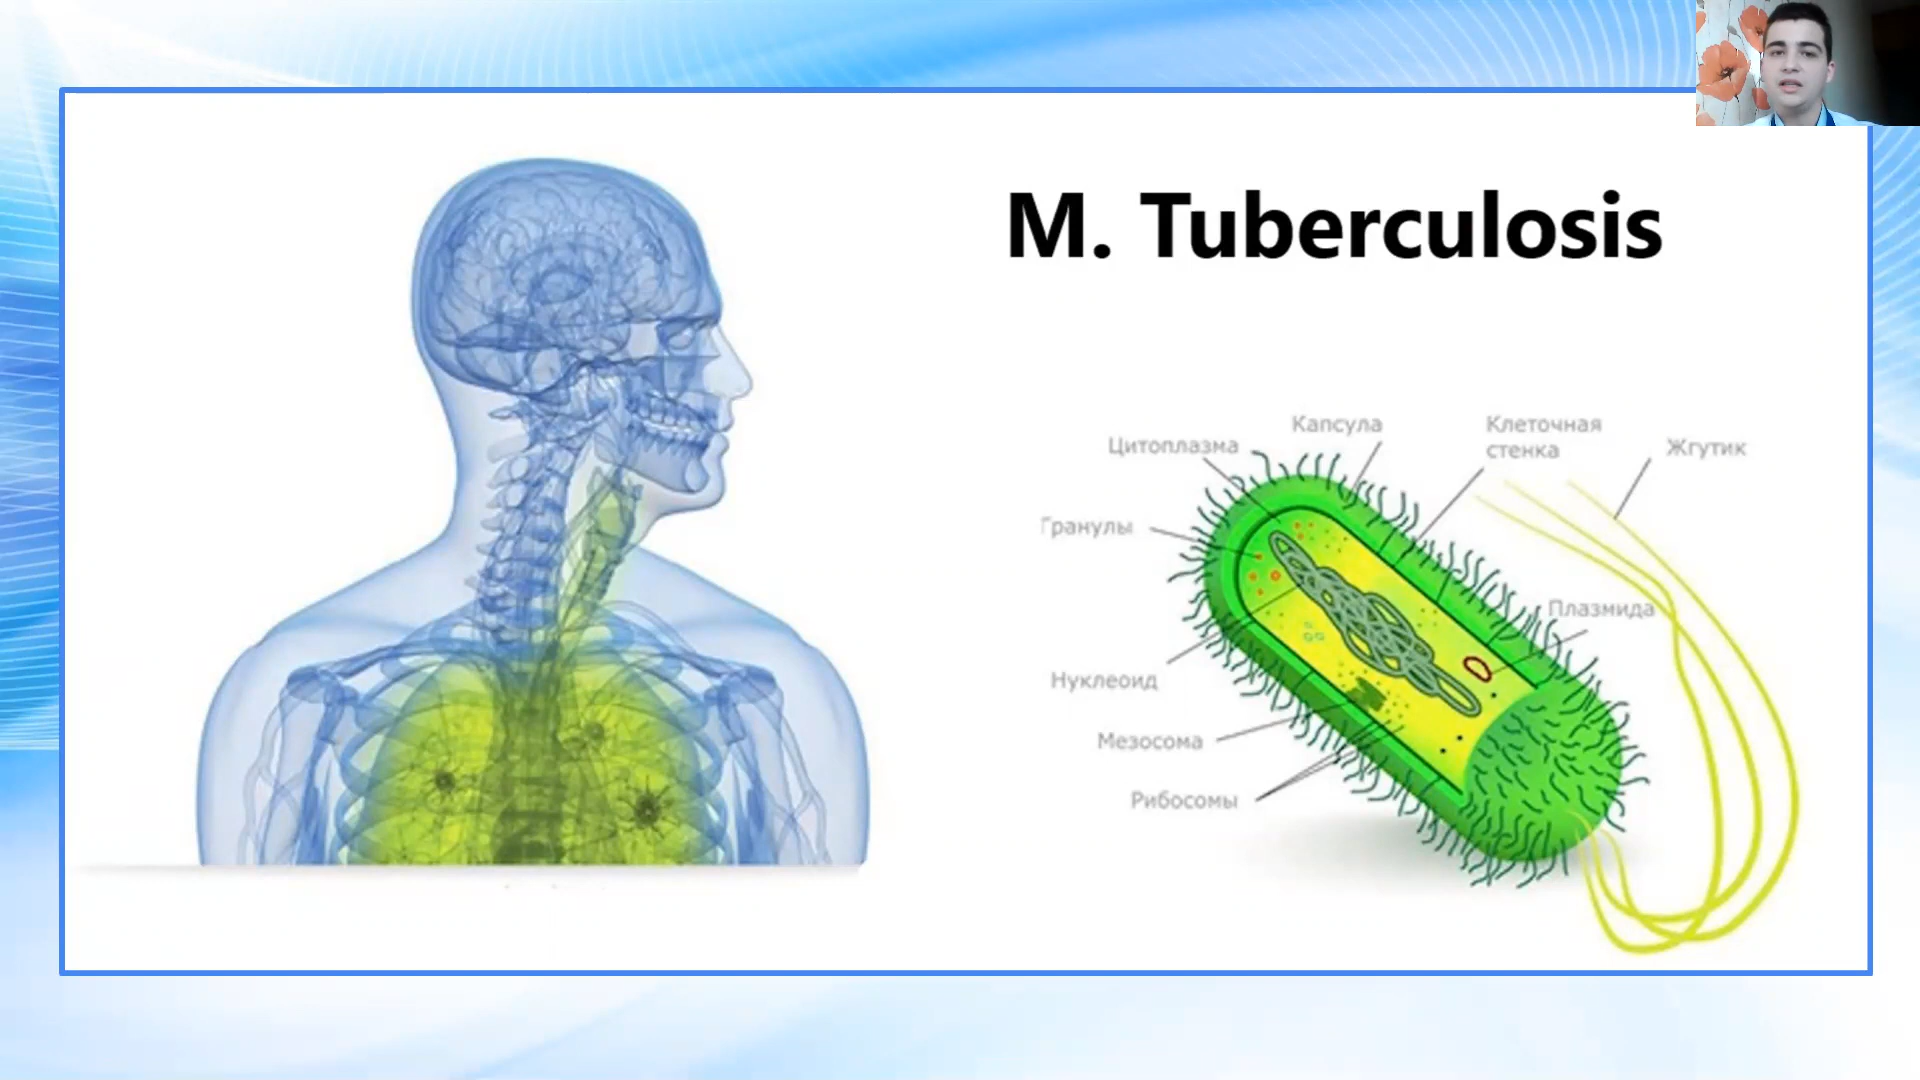 M. Tuberculosis
Капсула
Клеточная
стенка
Жгутик
Цитоплазма
Гранулы
Плазмида
Нуклеоид
Мезосома
Рибосомы